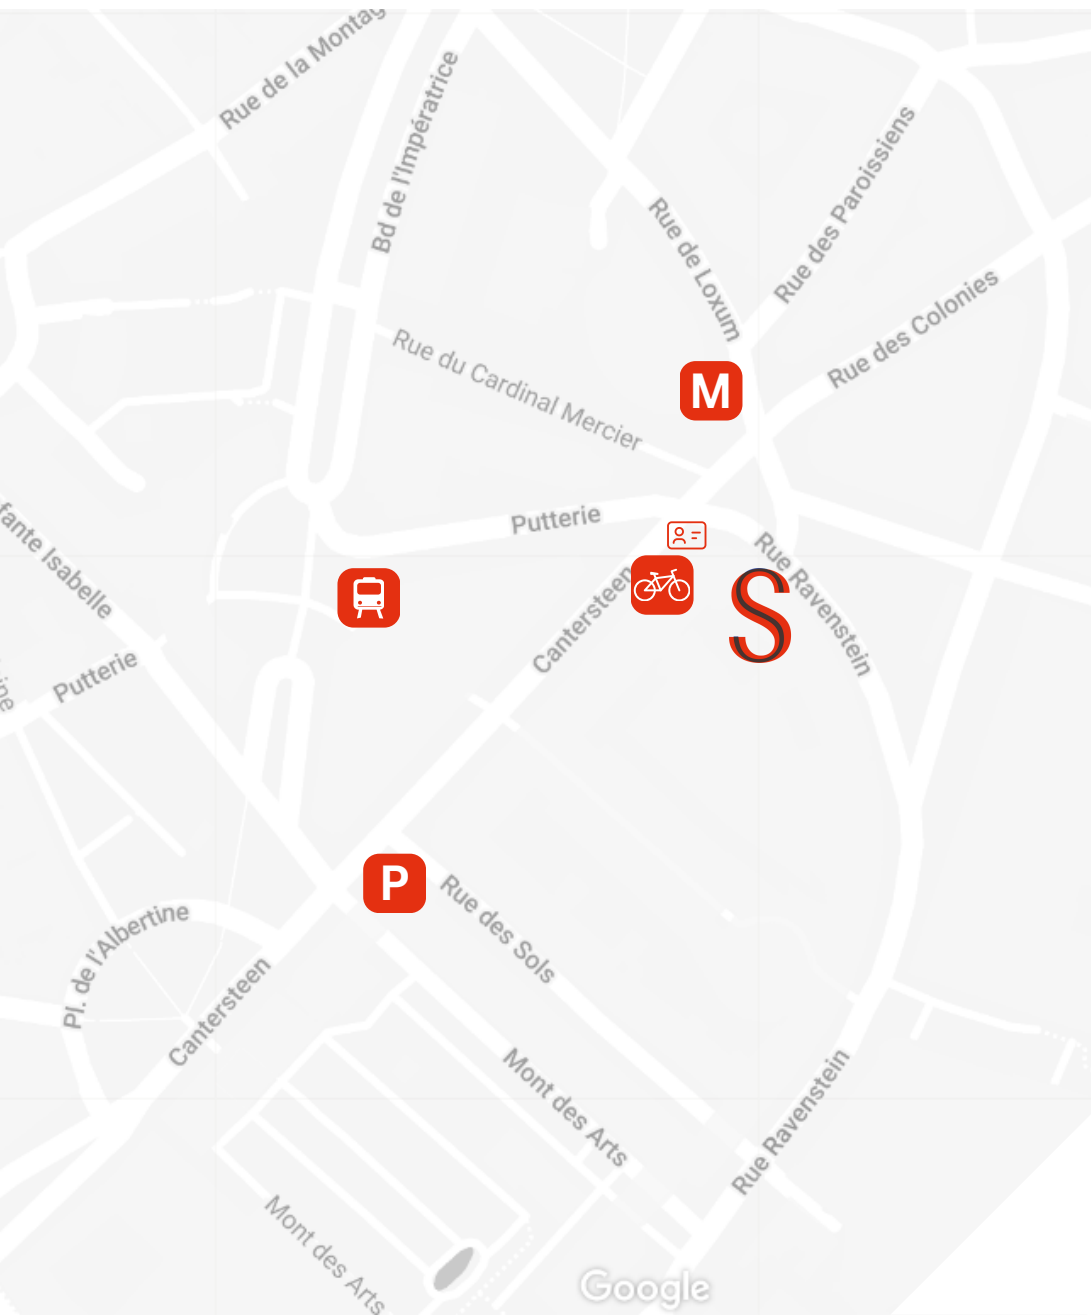 Rue de la Montag
Bd de l'Impératrice
Rue de Loxum
Rue des Paroissiens
Rue des Colonies
Rue du Cardinal Mercier
M
Putterie
Rue Ravenstein
S
Cantersteen
fante Isabelle
Putterie
ine
P
Rue des Sols
Pl. de l'Albertine
Cantersteen
Mont des Arts
Rue Ravenstein
Mont des Arts
Google